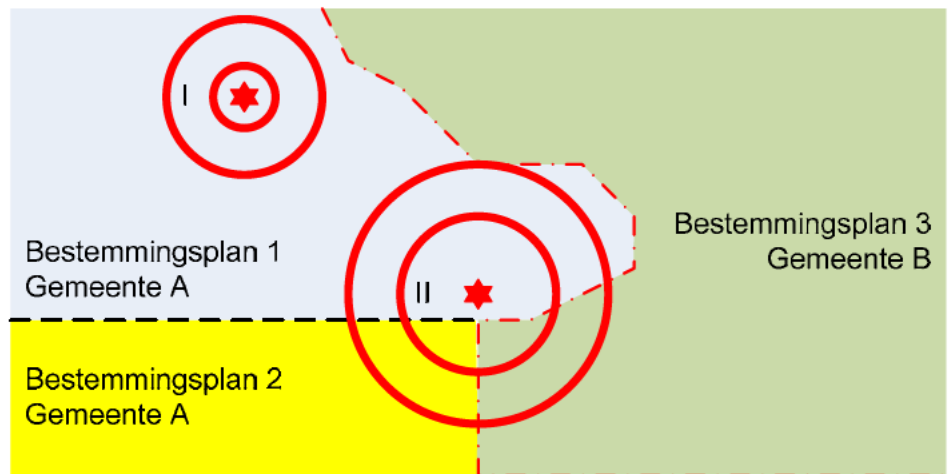 I
Bestemmingsplan 1
Gemeente A
Bestemmingsplan 3
Gemeente B
II
Bestemmingsplan 2
Gemeente A